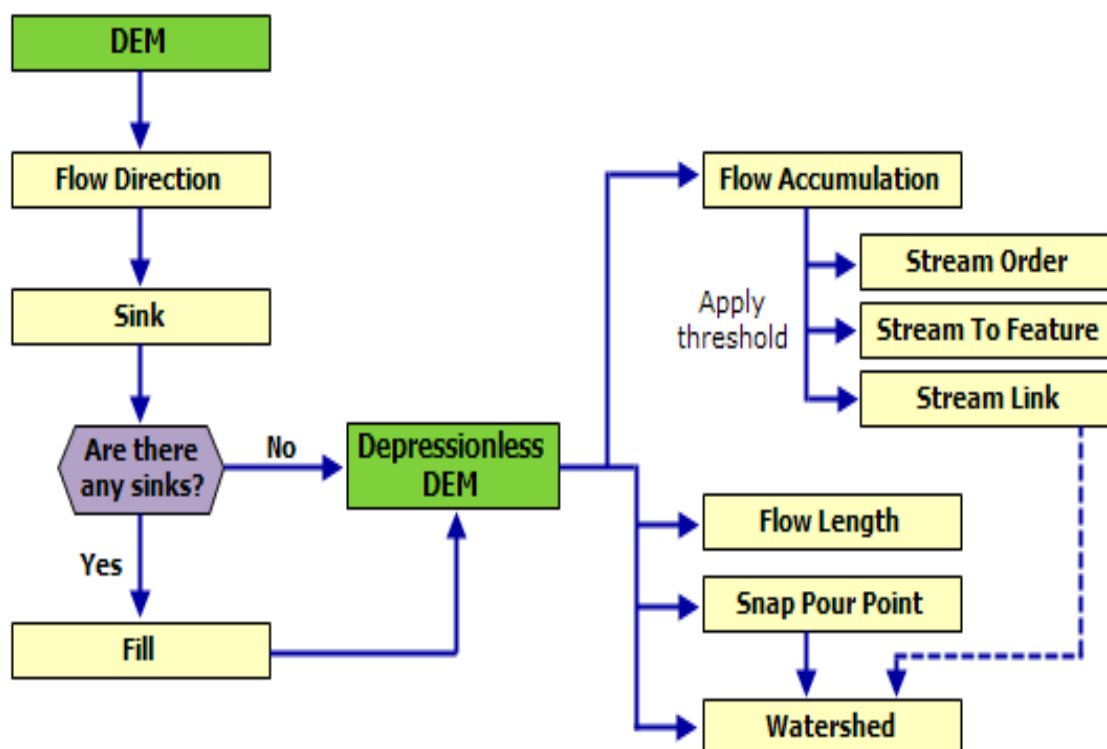 DEM
Flow Direction
Sink
Are there
any sinks?
No
Yes
Fill
Depressionless
DEM
Flow Accumulation
Apply
threshold
Stream Order
Stream To Feature
Stream Link
Flow Length
Snap Pour Point
Watershed